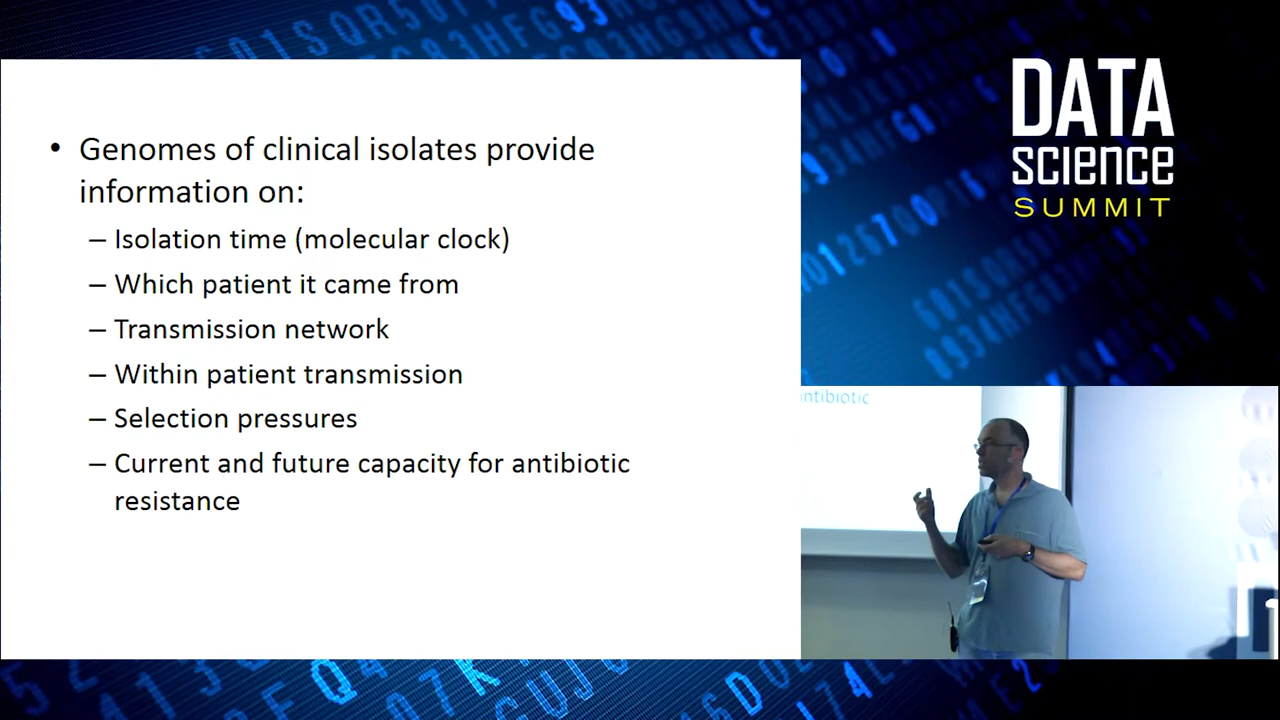 • Genomes of clinical isolates provide
information on:
– Isolation time (molecular clock)
– Which patient it came from
– Transmission network
– Within patient transmission
– Selection pressures
– Current and future capacity for antibiotic
resistance
DATA
science
SUMMIT
antibiotic